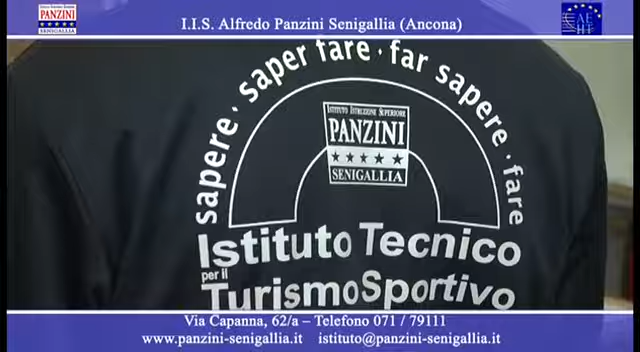 PANZINI
SENIGALLIA
I.I.S. Alfredo Panzini Senigallia (Ancona)
AEHT
sapere · saper fare · far sapere · fare
ISTITUTO ISTRUZIONE SUPERIORE
PANZINI
SENIGALLIA
Istituto Tecnico
per il
TurismoSportivo
Via Capanna, 62/a – Telefono 071 / 79111
www.panzini-senigallia.it istituto@panzini-senigallia.it